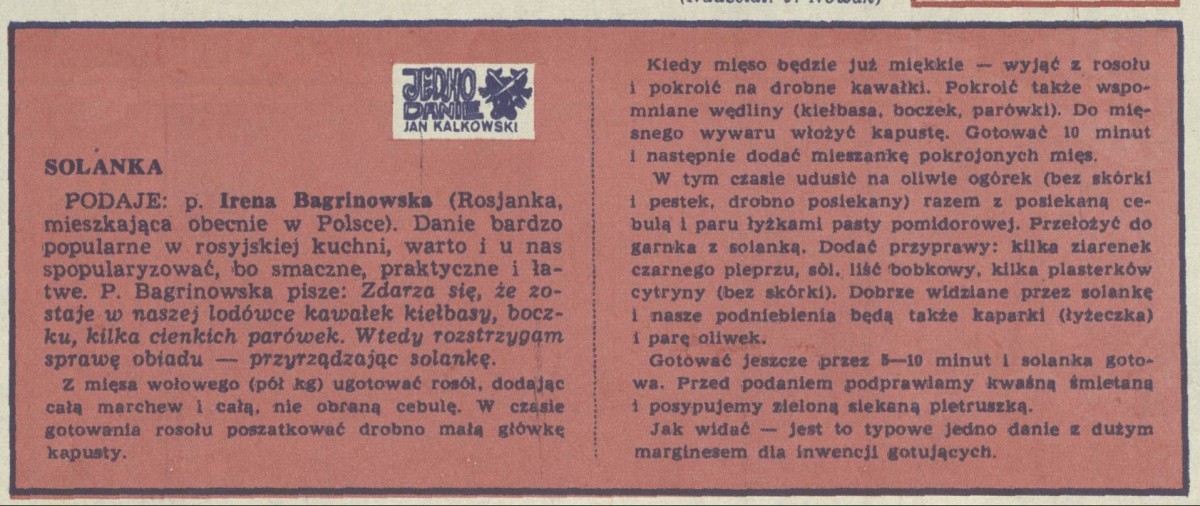 (Nadesłał: J. Nowak)
JEDNO
DANIE
JAN KALKOWSKI
SOLANKA
PODAJE: p. Irena Bagrinowska (Rosjanka,
mieszkająca obecnie w Polsce). Danie bardzo
popularne w rosyjskiej kuchni, warto i u nas
spopularyzować, bo smaczne, praktyczne i ła-
twe. P. Bagrinowska pisze: Zdarza się, że zo-
staje w naszej lodówce kawałek kiełbasy, bocz-
ku, kilka cienkich parówek. Wtedy rozstrzygam
sprawę obiadu — przyrządzając solankę.
Z mięsa wołowego (pół kg) ugotować rosół, dodając
całą marchew i całą, nie obraną cebulę. W czasie
gotowania rosołu poszatkować drobno małą główkę
kapusty.
Kiedy mięso będzie już miękkie — wyjąć z rosołu
i pokroić na drobne kawałki. Pokroić także wspo-
mniane wędliny (kiełbasa, boczek, parówki). Do mię-
snego wywaru włożyć kapustę. Gotować 10 minut
i następnie dodać mieszankę pokrojonych mięs.
W tym czasie udusić na oliwie ogórek (bez skórki
i pestek, drobno posiekany) razem z posiekaną ce-
bulą i paru łyżkami pasty pomidorowej. Przełożyć do
garnka z solanką. Dodać przyprawy: kilka ziarenek
czarnego pieprzu, sól, liść bobkowy, kilka plasterków
cytryny (bez skórki). Dobrze widziane przez solankę
i nasze podniebienia będą także kaparki (łyżeczka)
i parę oliwek.
Gotować jeszcze przez 5—10 minut i solanka goto-
wa. Przed podaniem podprawiamy kwaśną śmietaną
i posypujemy zieloną siekaną pietruszką.
Jak widać — jest to typowe jedno danie z dużym
marginesem dla inwencji gotujących.